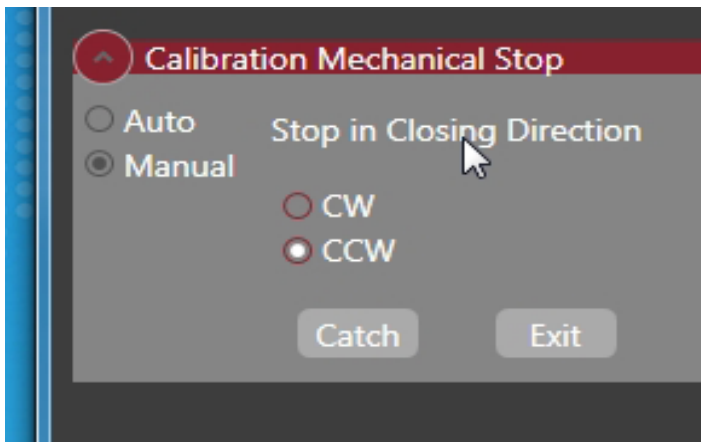 Calibration Mechanical Stop
Auto
Stop in Closing Direction
Manual
CW
CCW
Catch
Exit